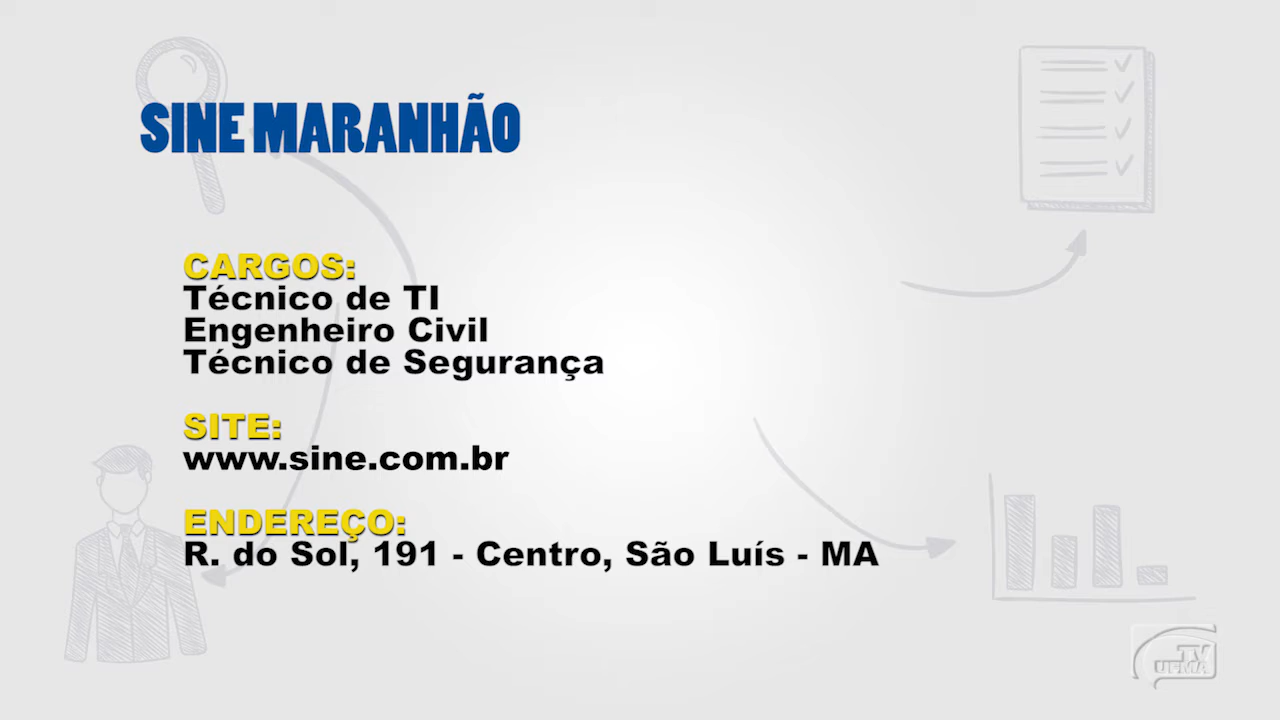 SINE MARANHÃO
CARGOS:
Técnico de TI
Engenheiro Civil
Técnico de Segurança
SITE:
www.sine.com.br
ENDEREÇO:
R. do Sol, 191 - Centro, São Luís - MA
TV
UFMA